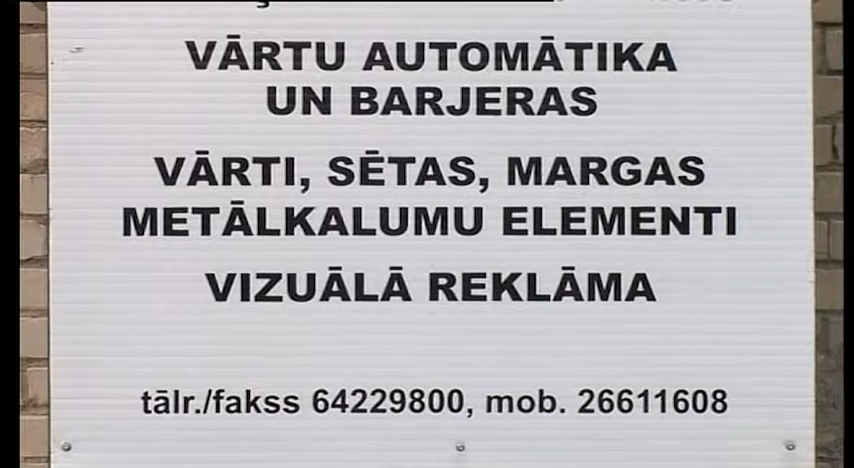 VĀRTU AUTOMĀTIKA
UN BARJERAS
VĀRTI, SĒTAS, MARGAS
METĀLKALUMU ELEMENTI
VIZUĀLĀ REKLĀMA
tālr./fakss 64229800, mob. 26611608